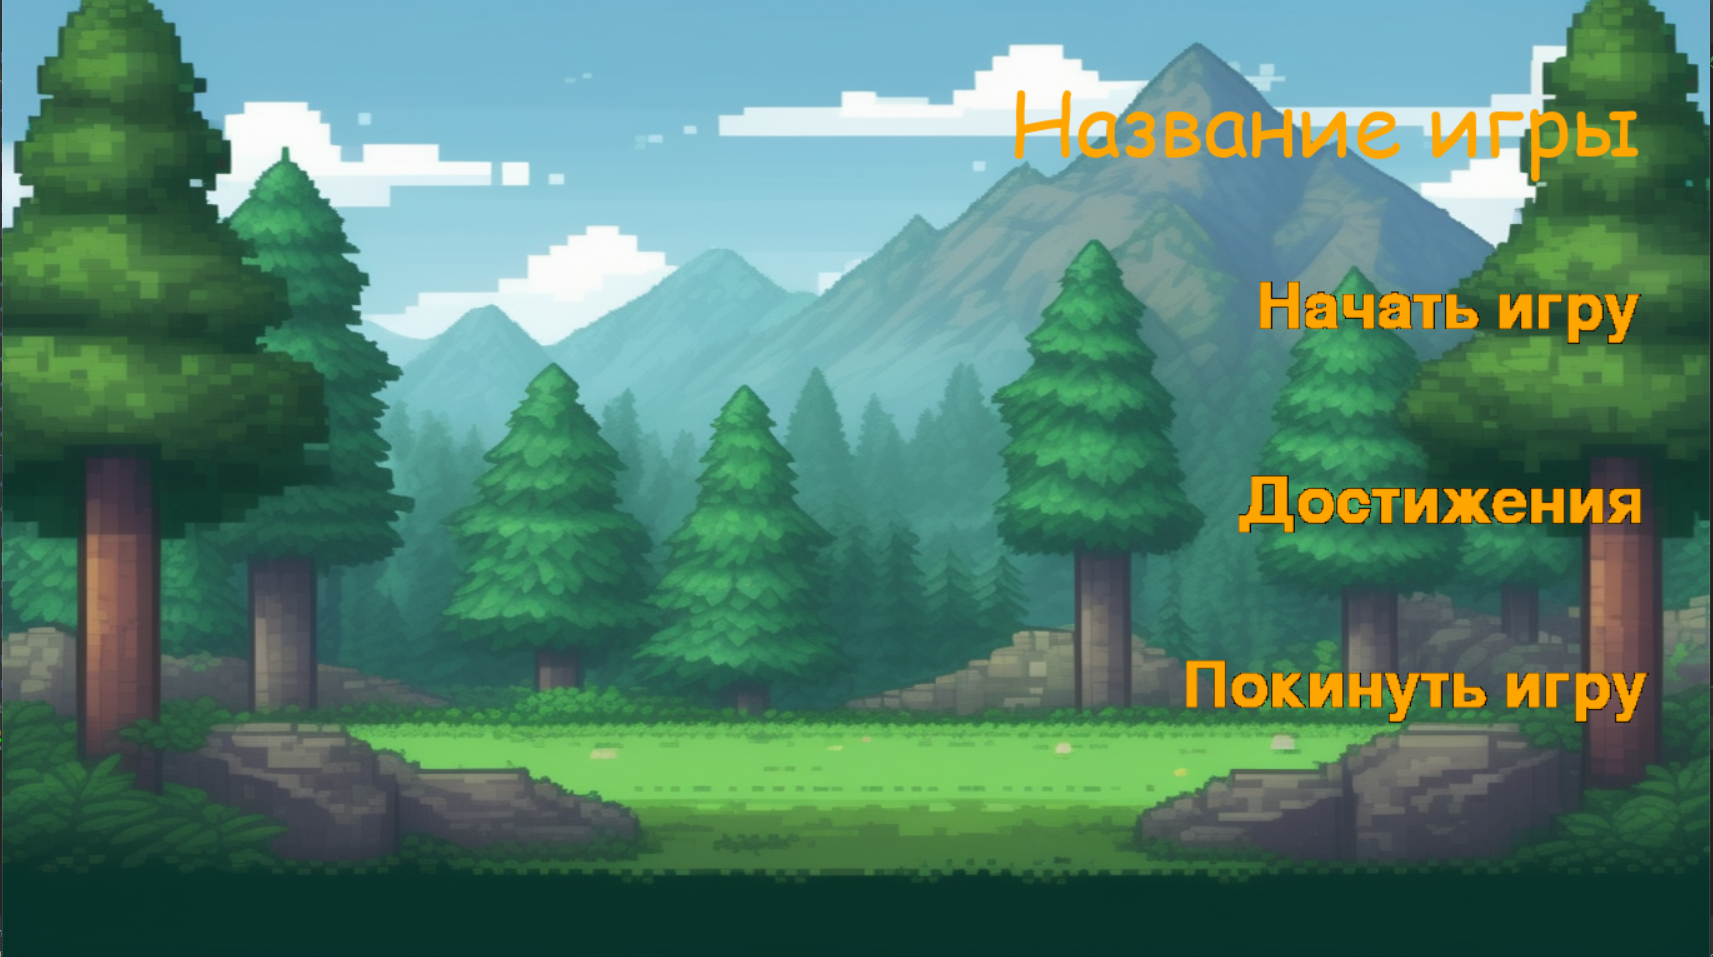 Название игры
Начать игру
Достижения
Покинуть игру